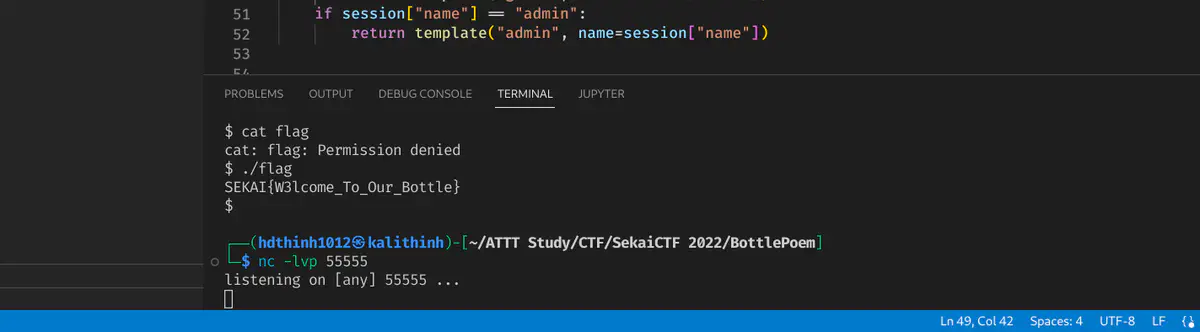 51 if session["name"] == "admin":
52 return template("admin", name=session["name"])
53
54
PROBLEMS OUTPUT DEBUG CONSOLE TERMINAL JUPYTER
$ cat flag
cat: flag: Permission denied
$ ./flag
SEKAI{W3lcome_To_Our_Bottle}
$
(hdthinh1012㉿kalithinh)-[~/ATTT Study/CTF/SekaiCTF 2022/BottlePoem]
$ nc -lvp 55555
listening on [any] 55555 ...
Ln 49, Col 42 Spaces: 4 UTF-8 LF {}